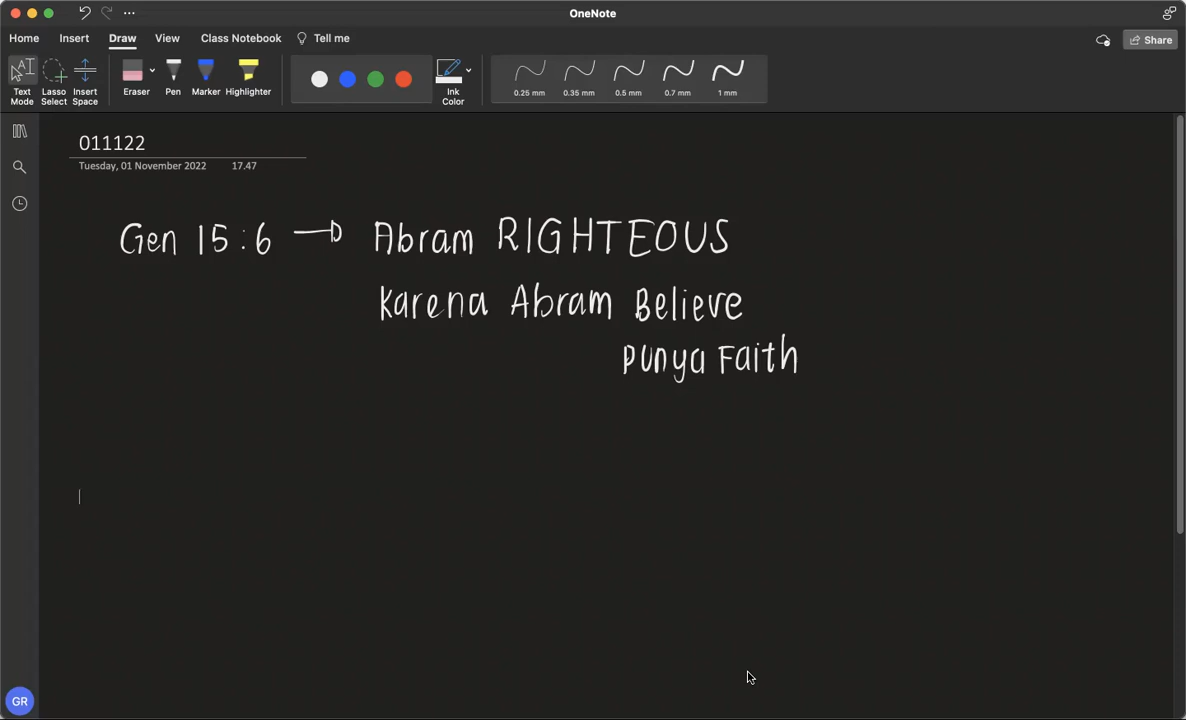 OneNote
Home Insert Draw View Class Notebook Tell me
Share
Text Mode
Lasso Select
Insert Space
Eraser
Pen
Marker
Highlighter
Ink Color
0.25 mm 0.35 mm 0.5 mm 0.7 mm 1 mm
011122
Tuesday, 01 November 2022 17.47
Gen 15:6 → Abram RIGHTEOUS
Karena Abram Believe
punya Faith
GR